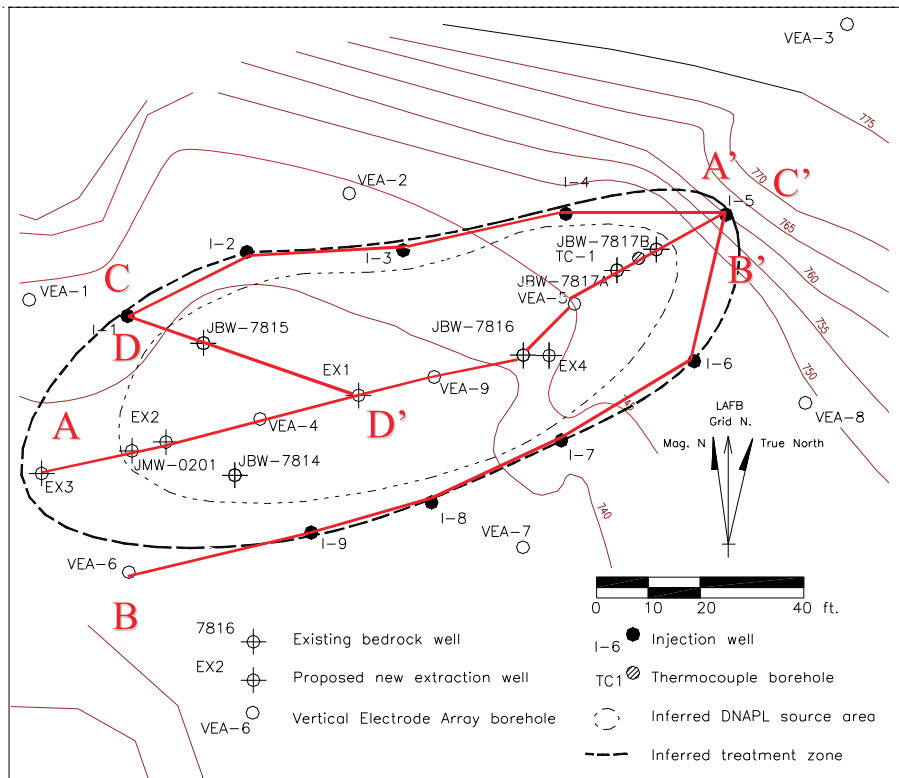 VEA-3
775
A'
C'
770
I-5
VEA-2
I-4
765
I-2
I-3
JBW-7817B
TC-1
B'
760
C
VEA-1
JBW-7817A
VEA-5
755
I-1
D
JBW-7815
JBW-7816
I-6
EX1
EX4
750
A
VEA-9
745
VEA-8
EX2
VEA-4
D'
LAFB
Grid N.
Mag. N
True North
JMW-0201
JBW-7814
I-7
EX3
I-8
740
I-9
VEA-7
VEA-6
B
0 10 20 40 ft.
7816
Existing bedrock well
I-6
Injection well
EX2
Proposed new extraction well
TC1
Thermocouple borehole
VEA-6
Vertical Electrode Array borehole
Inferred DNAPL source area
Inferred treatment zone